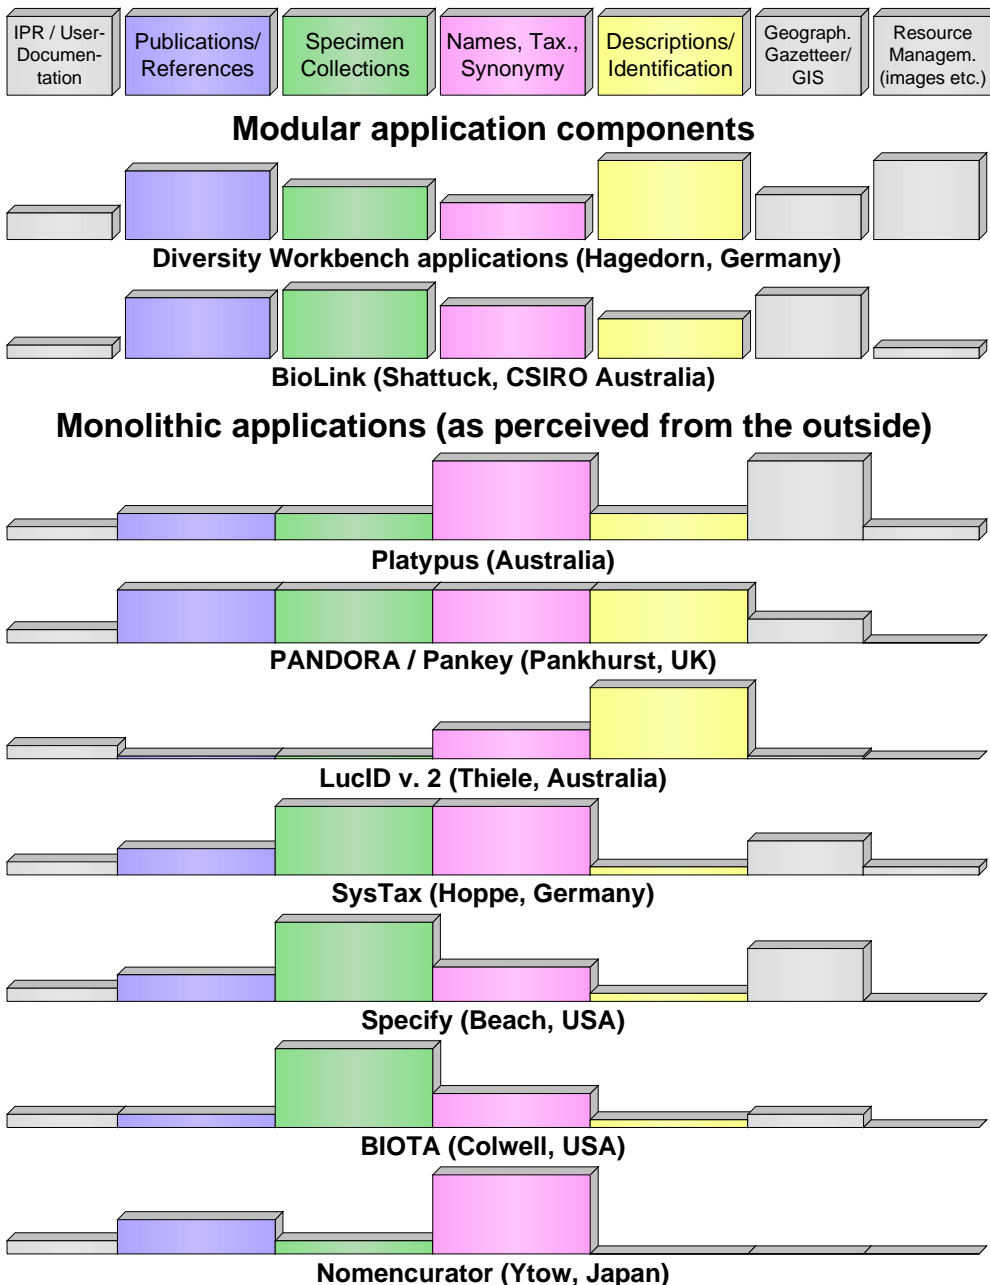 IPR / User-
Documen-
tation
Publications/
References
Specimen
Collections
Names, Tax.,
Synonymy
Descriptions/
Identification
Geograph.
Gazetteer/
GIS
Resource
Managem.
(images etc.)
Modular application components
Diversity Workbench applications (Hagedorn, Germany)
BioLink (Shattuck, CSIRO Australia)
Monolithic applications (as perceived from the outside)
Platypus (Australia)
PANDORA / Pankey (Pankhurst, UK)
LucID v. 2 (Thiele, Australia)
SysTax (Hoppe, Germany)
Specify (Beach, USA)
BIOTA (Colwell, USA)
Nomencurator (Ytow, Japan)